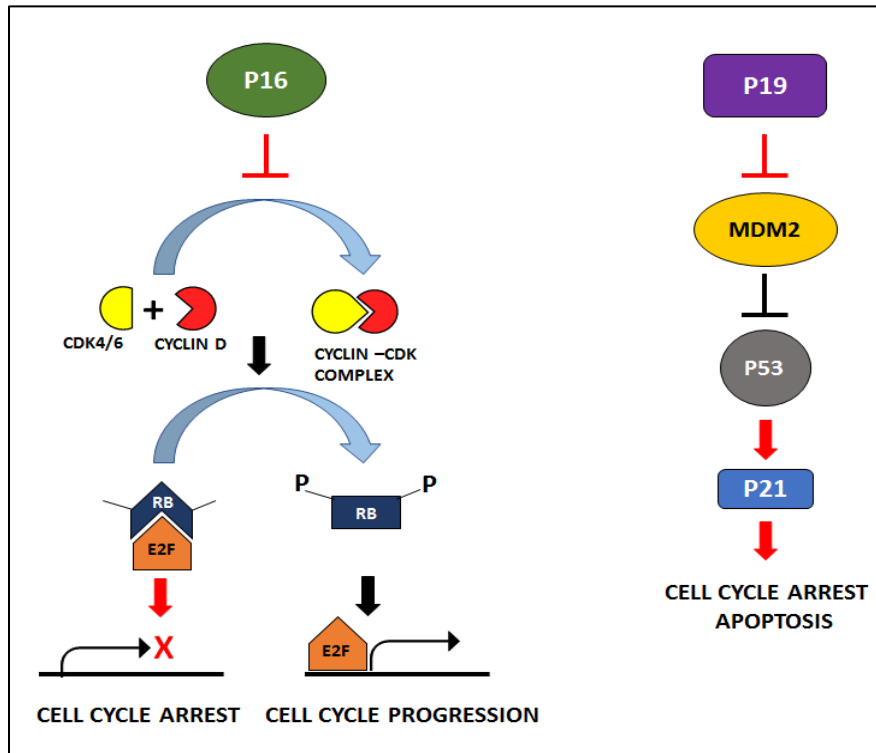 P16
CDK4/6
+
CYCLIN D
CYCLIN –CDK
COMPLEX
RB
E2F
P
P
RB
X
E2F
CELL CYCLE ARREST
CELL CYCLE PROGRESSION
P19
MDM2
P53
P21
CELL CYCLE ARREST
APOPTOSIS